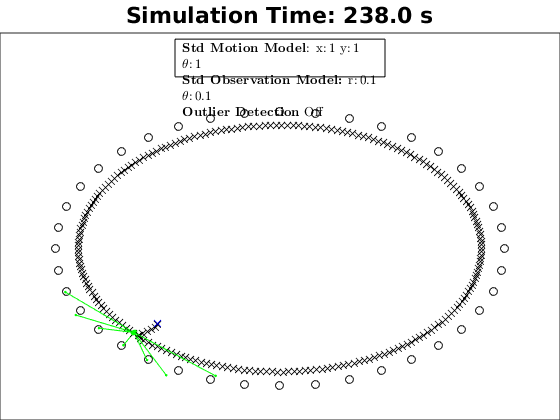 Simulation Time: 238.0 s
Std Motion Model: x:1 y:1
θ:1
Std Observation Model: r:0.1
θ:0.1
Outlier Detection Off